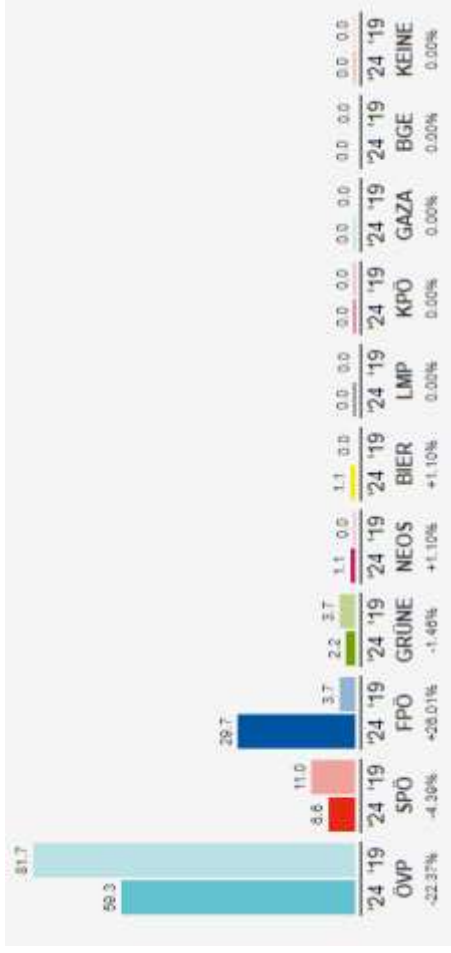 81.7
59.3
29.7
6.6 11.0 3.7 2.2 3.7 1.1 0.0 1.1 0.0 0.0 0.0 0.0 0.0 0.0 0.0 0.0 0.0 0.0 0.0
'24 '19 '24 '19 '24 '19 '24 '19 '24 '19 '24 '19 '24 '19 '24 '19 '24 '19 '24 '19 '24 '19
ÖVP SPÖ FPÖ GRÜNE NEOS BIER LMP KPÖ GAZA BGE KEINE
-22.37% -4.39% +26.01% -1.46% +1.10% +1.10% 0.00% 0.00% 0.00% 0.00% 0.00%